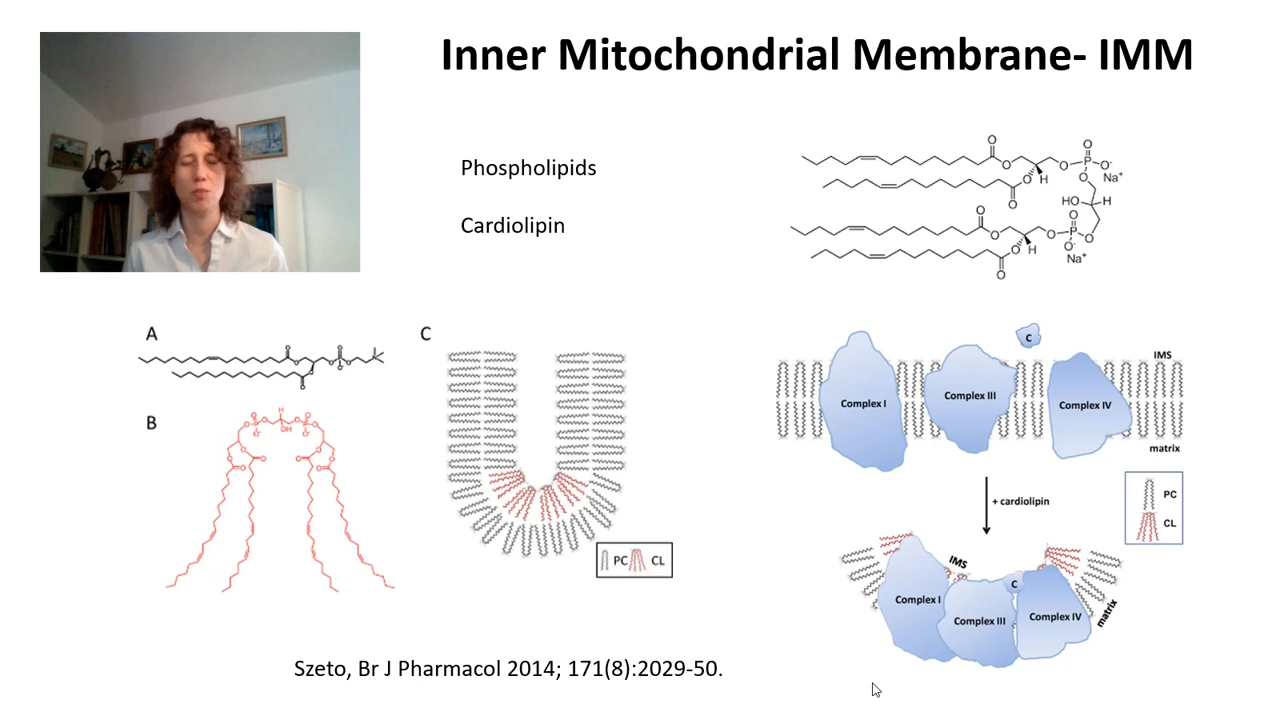 Inner Mitochondrial Membrane- IMM
Phospholipids
Cardiolipin
O
O
O
P
O
O-
Na+
O
H
O
O
HO
H
O
O
O
O
P
O
O-
O
H
Na+
O
A
B
C
PC
CL
C
IMS
Complex I
Complex III
Complex IV
matrix
+ cardiolipin
PC
CL
IMS
C
Complex I
Complex III
Complex IV
matrix
Szeto, Br J Pharmacol 2014; 171(8):2029-50.